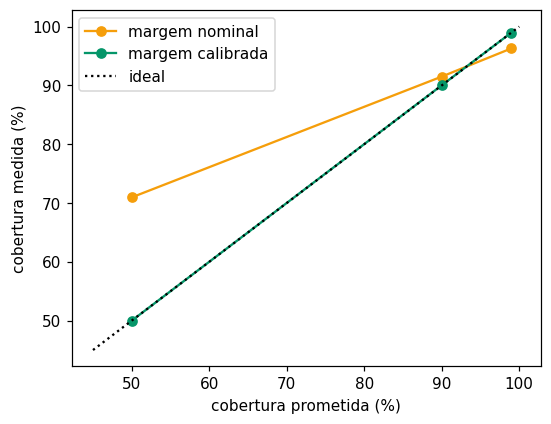 margem nominal
margem calibrada
ideal
cobertura medida (%)
100
90
80
70
60
50
50
60
70
80
90
100
cobertura prometida (%)